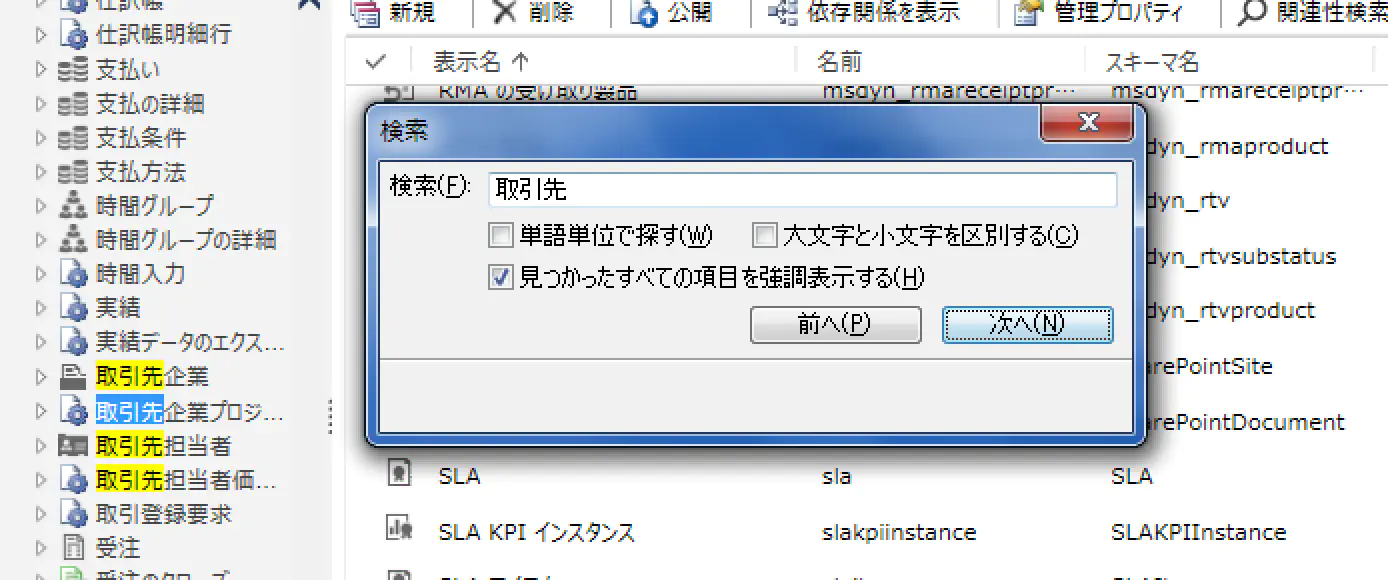 仕訳帳
仕訳帳明細行
支払い
支払の詳細
支払条件
支払方法
時間グループ
時間グループの詳細
時間入力
実績
実績データのエクス...
取引先企業
取引先企業プロジ...
取引先担当者
取引先担当者価...
取引登録要求
受注
受注のクローズ
新規 削除 公開 依存関係を表示 管理プロパティ 関連性検索
表示名 ↑ 名前 スキーマ名
RMA の受け取り製品 msdyn_rmareceiptpr... msdyn_rmareceiptpr...
dyn_rmaproduct
dyn_rtv
dyn_rtvsubstatus
dyn_rtvproduct
arePointSite
arePointDocument
検索
検索(F): 取引先
単語単位で探す(W) 大文字と小文字を区別する(C)
見つかったすべての項目を強調表示する(H)
前へ(P) 次へ(N)
SLA sla SLA
SLA KPI インスタンス slakpiinstance SLAKPIInstance